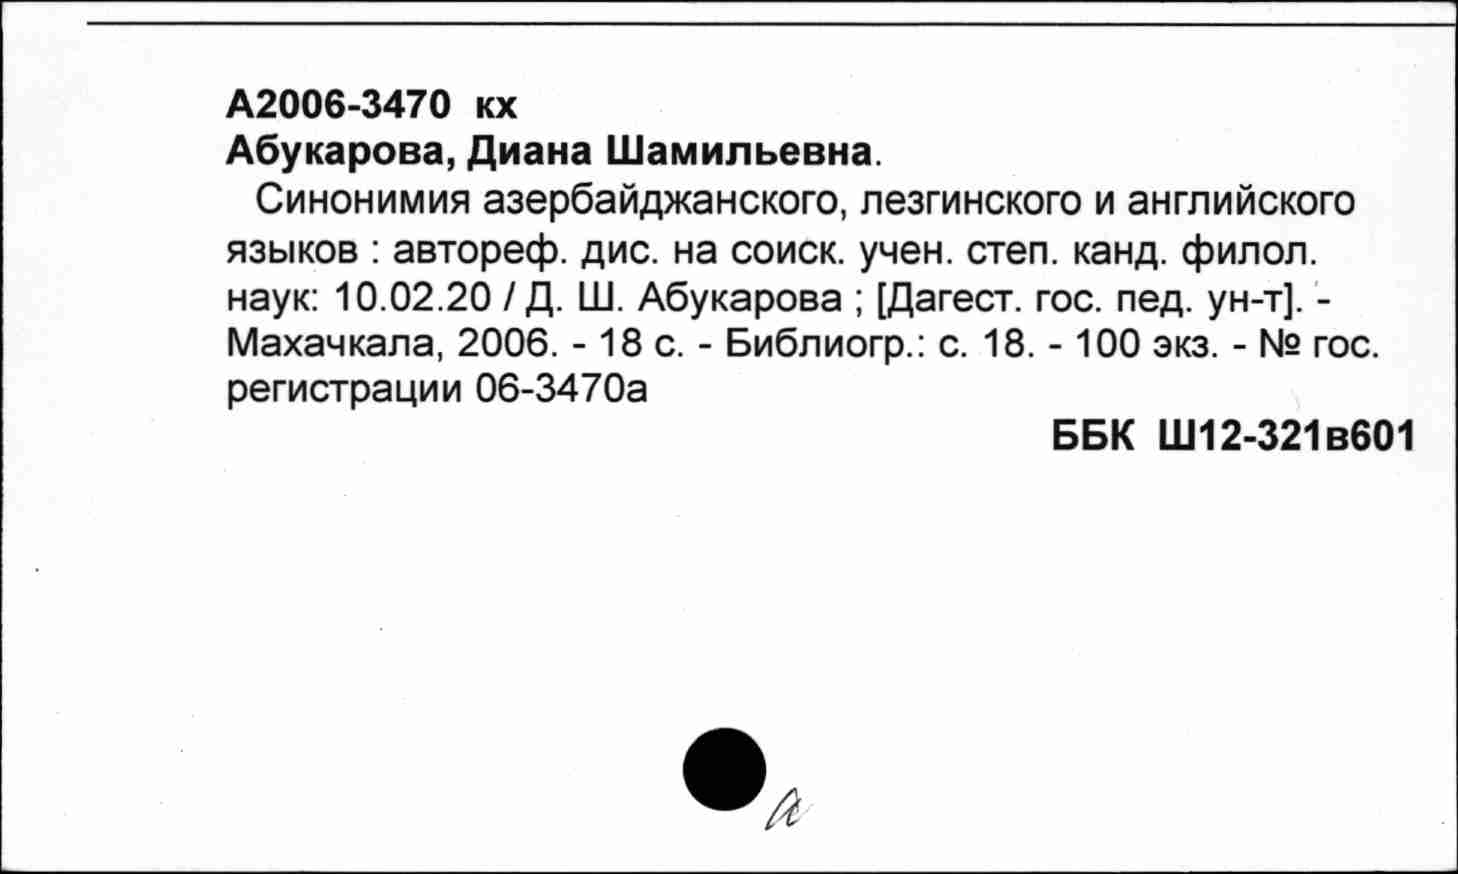 А2006-3470 кх
Абукарова, Диана Шамильевна.
Синонимия азербайджанского, лезгинского и английского
языков : автореф. дис. на соиск. учен. степ. канд. филол.
наук: 10.02.20 / Д. Ш. Абукарова ; [Дагест. гос. пед. ун-т]. -
Махачкала, 2006. - 18 с. - Библиогр.: с. 18. - 100 экз. - № гос.
регистрации 06-3470а
ББК Ш12-321в601